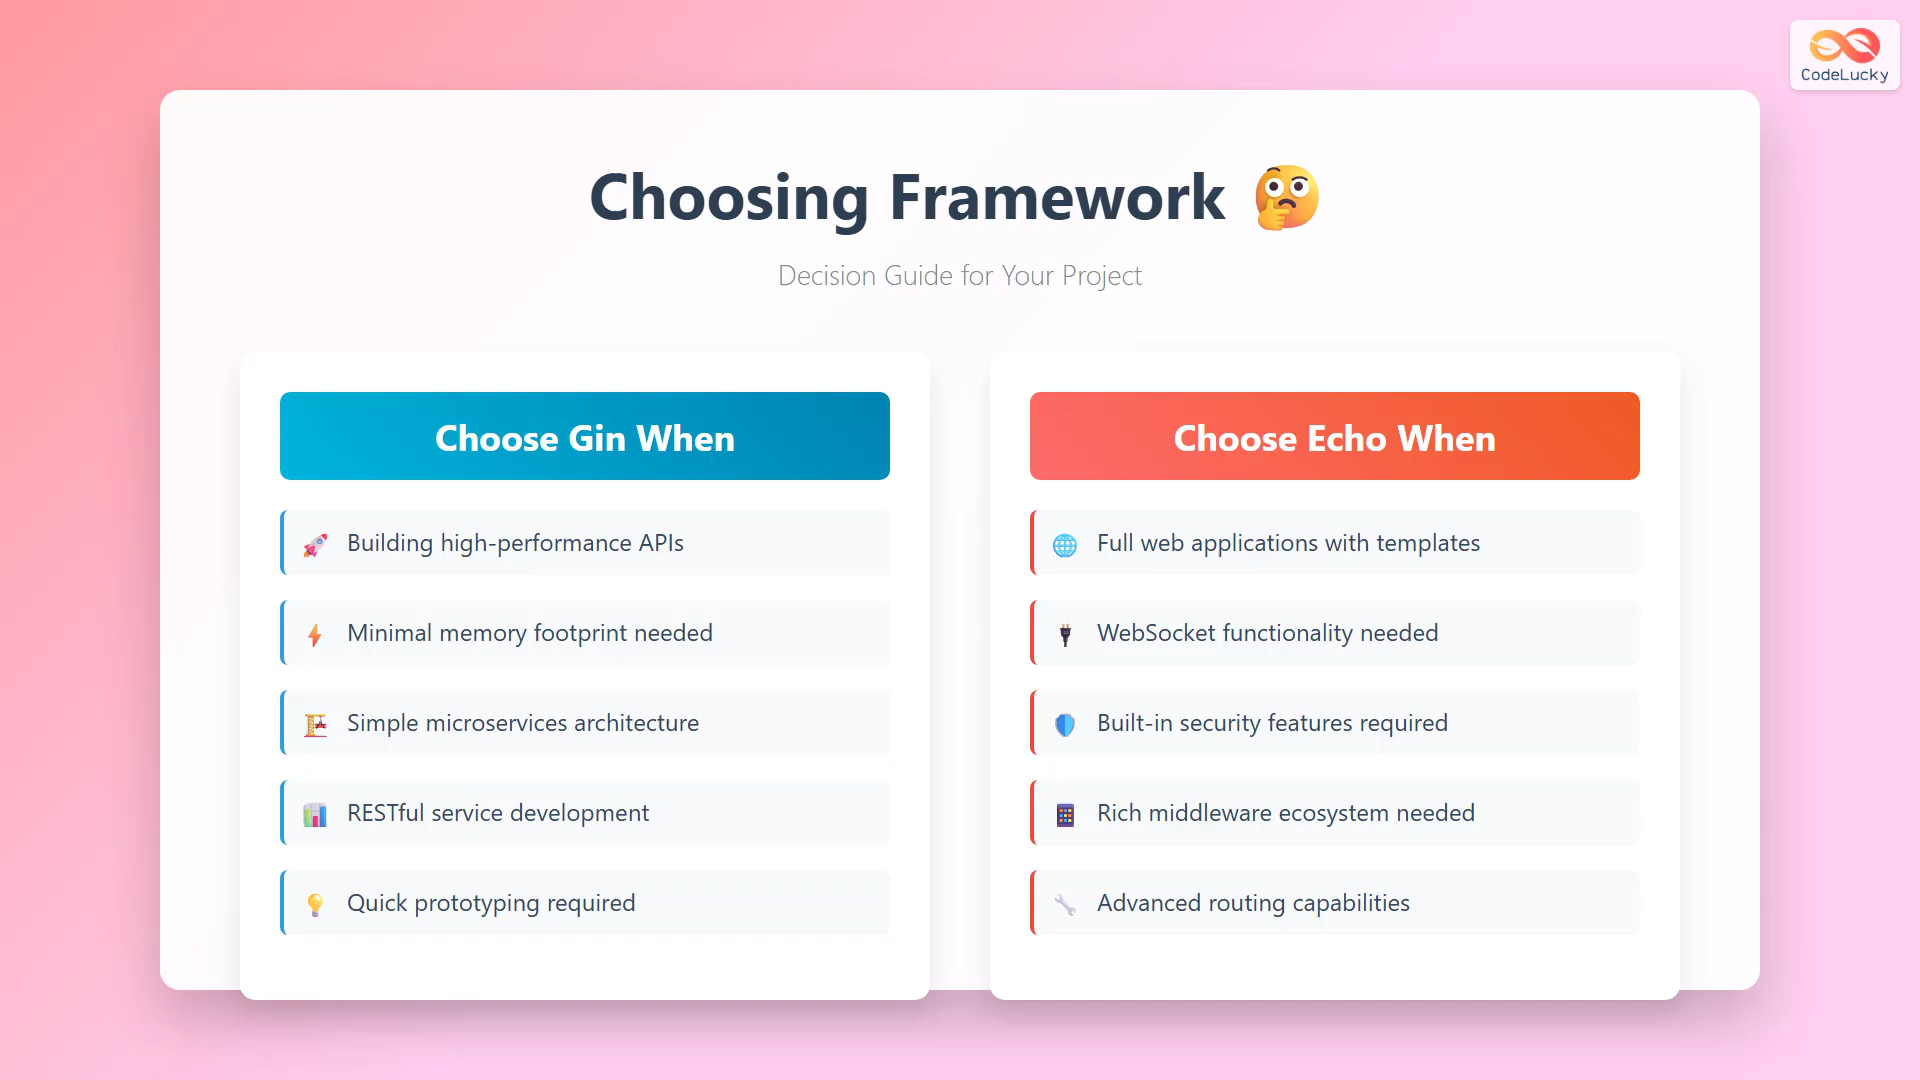 CodeLucky
Choosing Framework 🤔
Decision Guide for Your Project
Choose Gin When
🚀 Building high-performance APIs
⚡ Minimal memory footprint needed
🏗️ Simple microservices architecture
📊 RESTful service development
💡 Quick prototyping required
Choose Echo When
🌐 Full web applications with templates
🔌 WebSocket functionality needed
🛡️ Built-in security features required
🎛️ Rich middleware ecosystem needed
🔧 Advanced routing capabilities